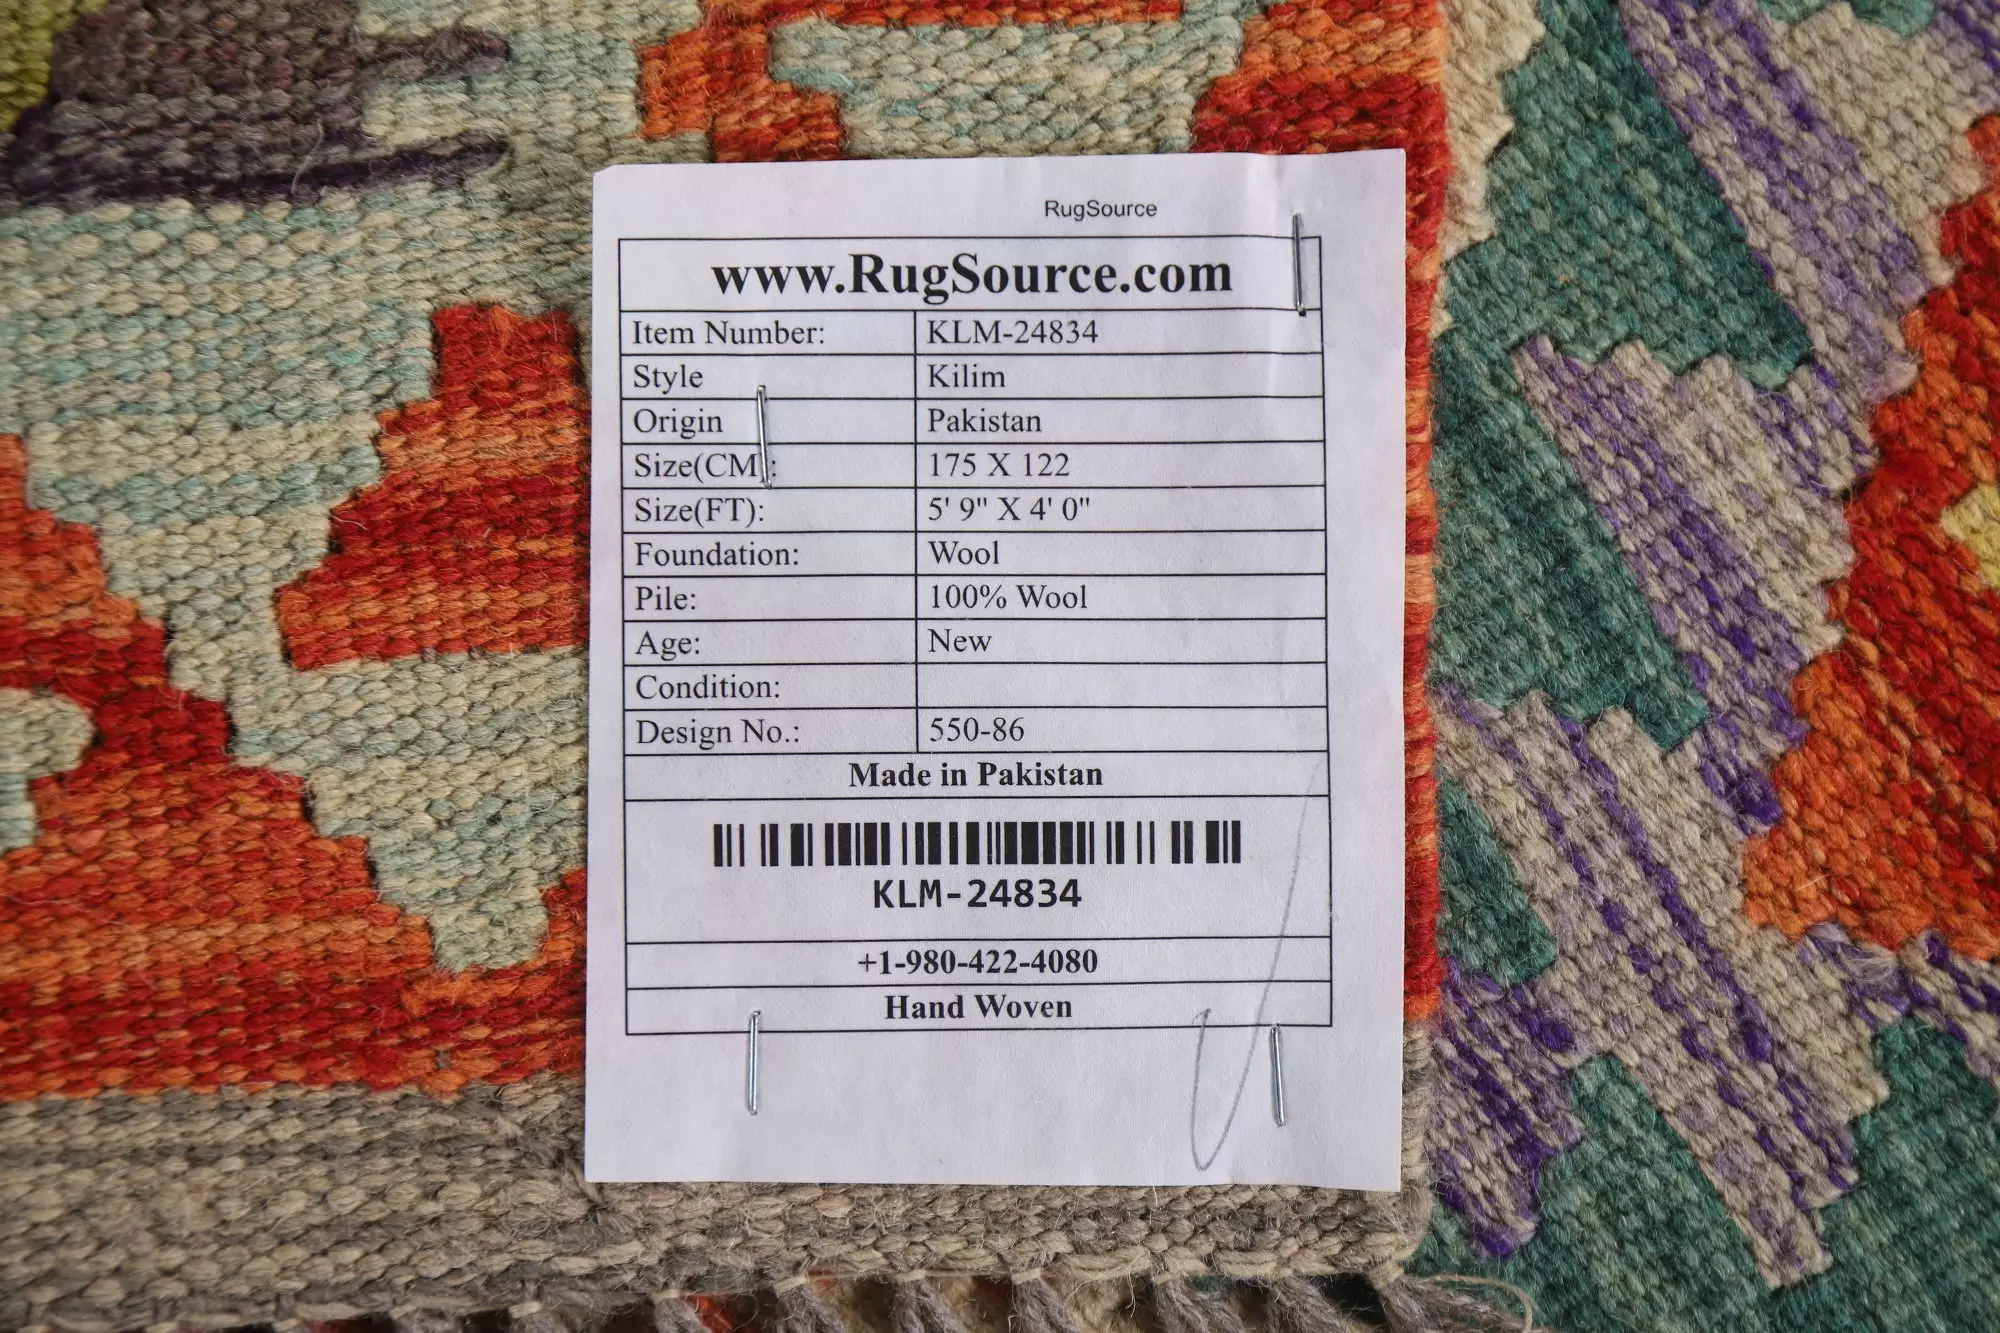 RugSource
www.RugSource.com
Item Number: KLM-24834
Style Kilim
Origin Pakistan
Size(CM): 175 X 122
Size(FT): 5' 9" X 4' 0"
Foundation: Wool
Pile: 100% Wool
Age: New
Condition:
Design No.: 550-86
Made in Pakistan
KLM-24834
+1-980-422-4080
Hand Woven